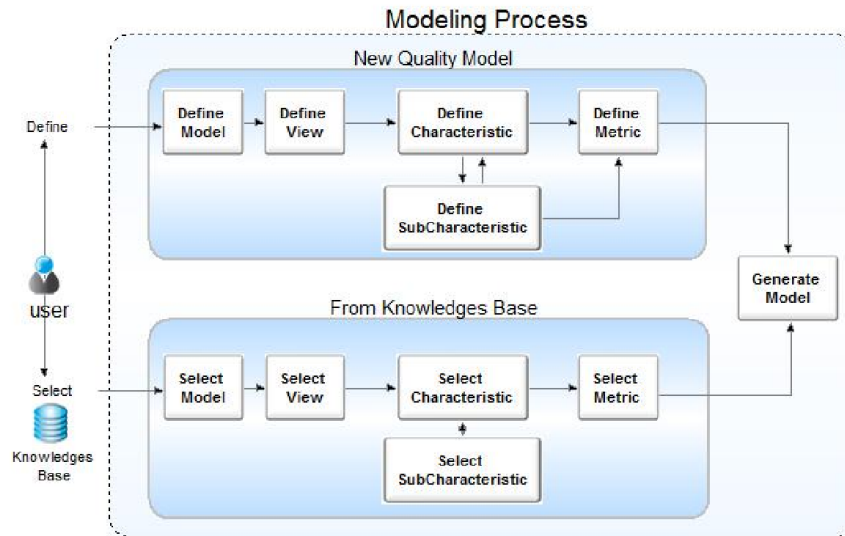 Modeling Process
New Quality Model
Define
Define
Model
Define
View
Define
Characteristic
Define
Metric
Define
SubCharacteristic
user
Generate
Model
From Knowledges Base
Select
Knowledges
Base
Select
Model
Select
View
Select
Characteristic
Select
Metric
Select
SubCharacteristic